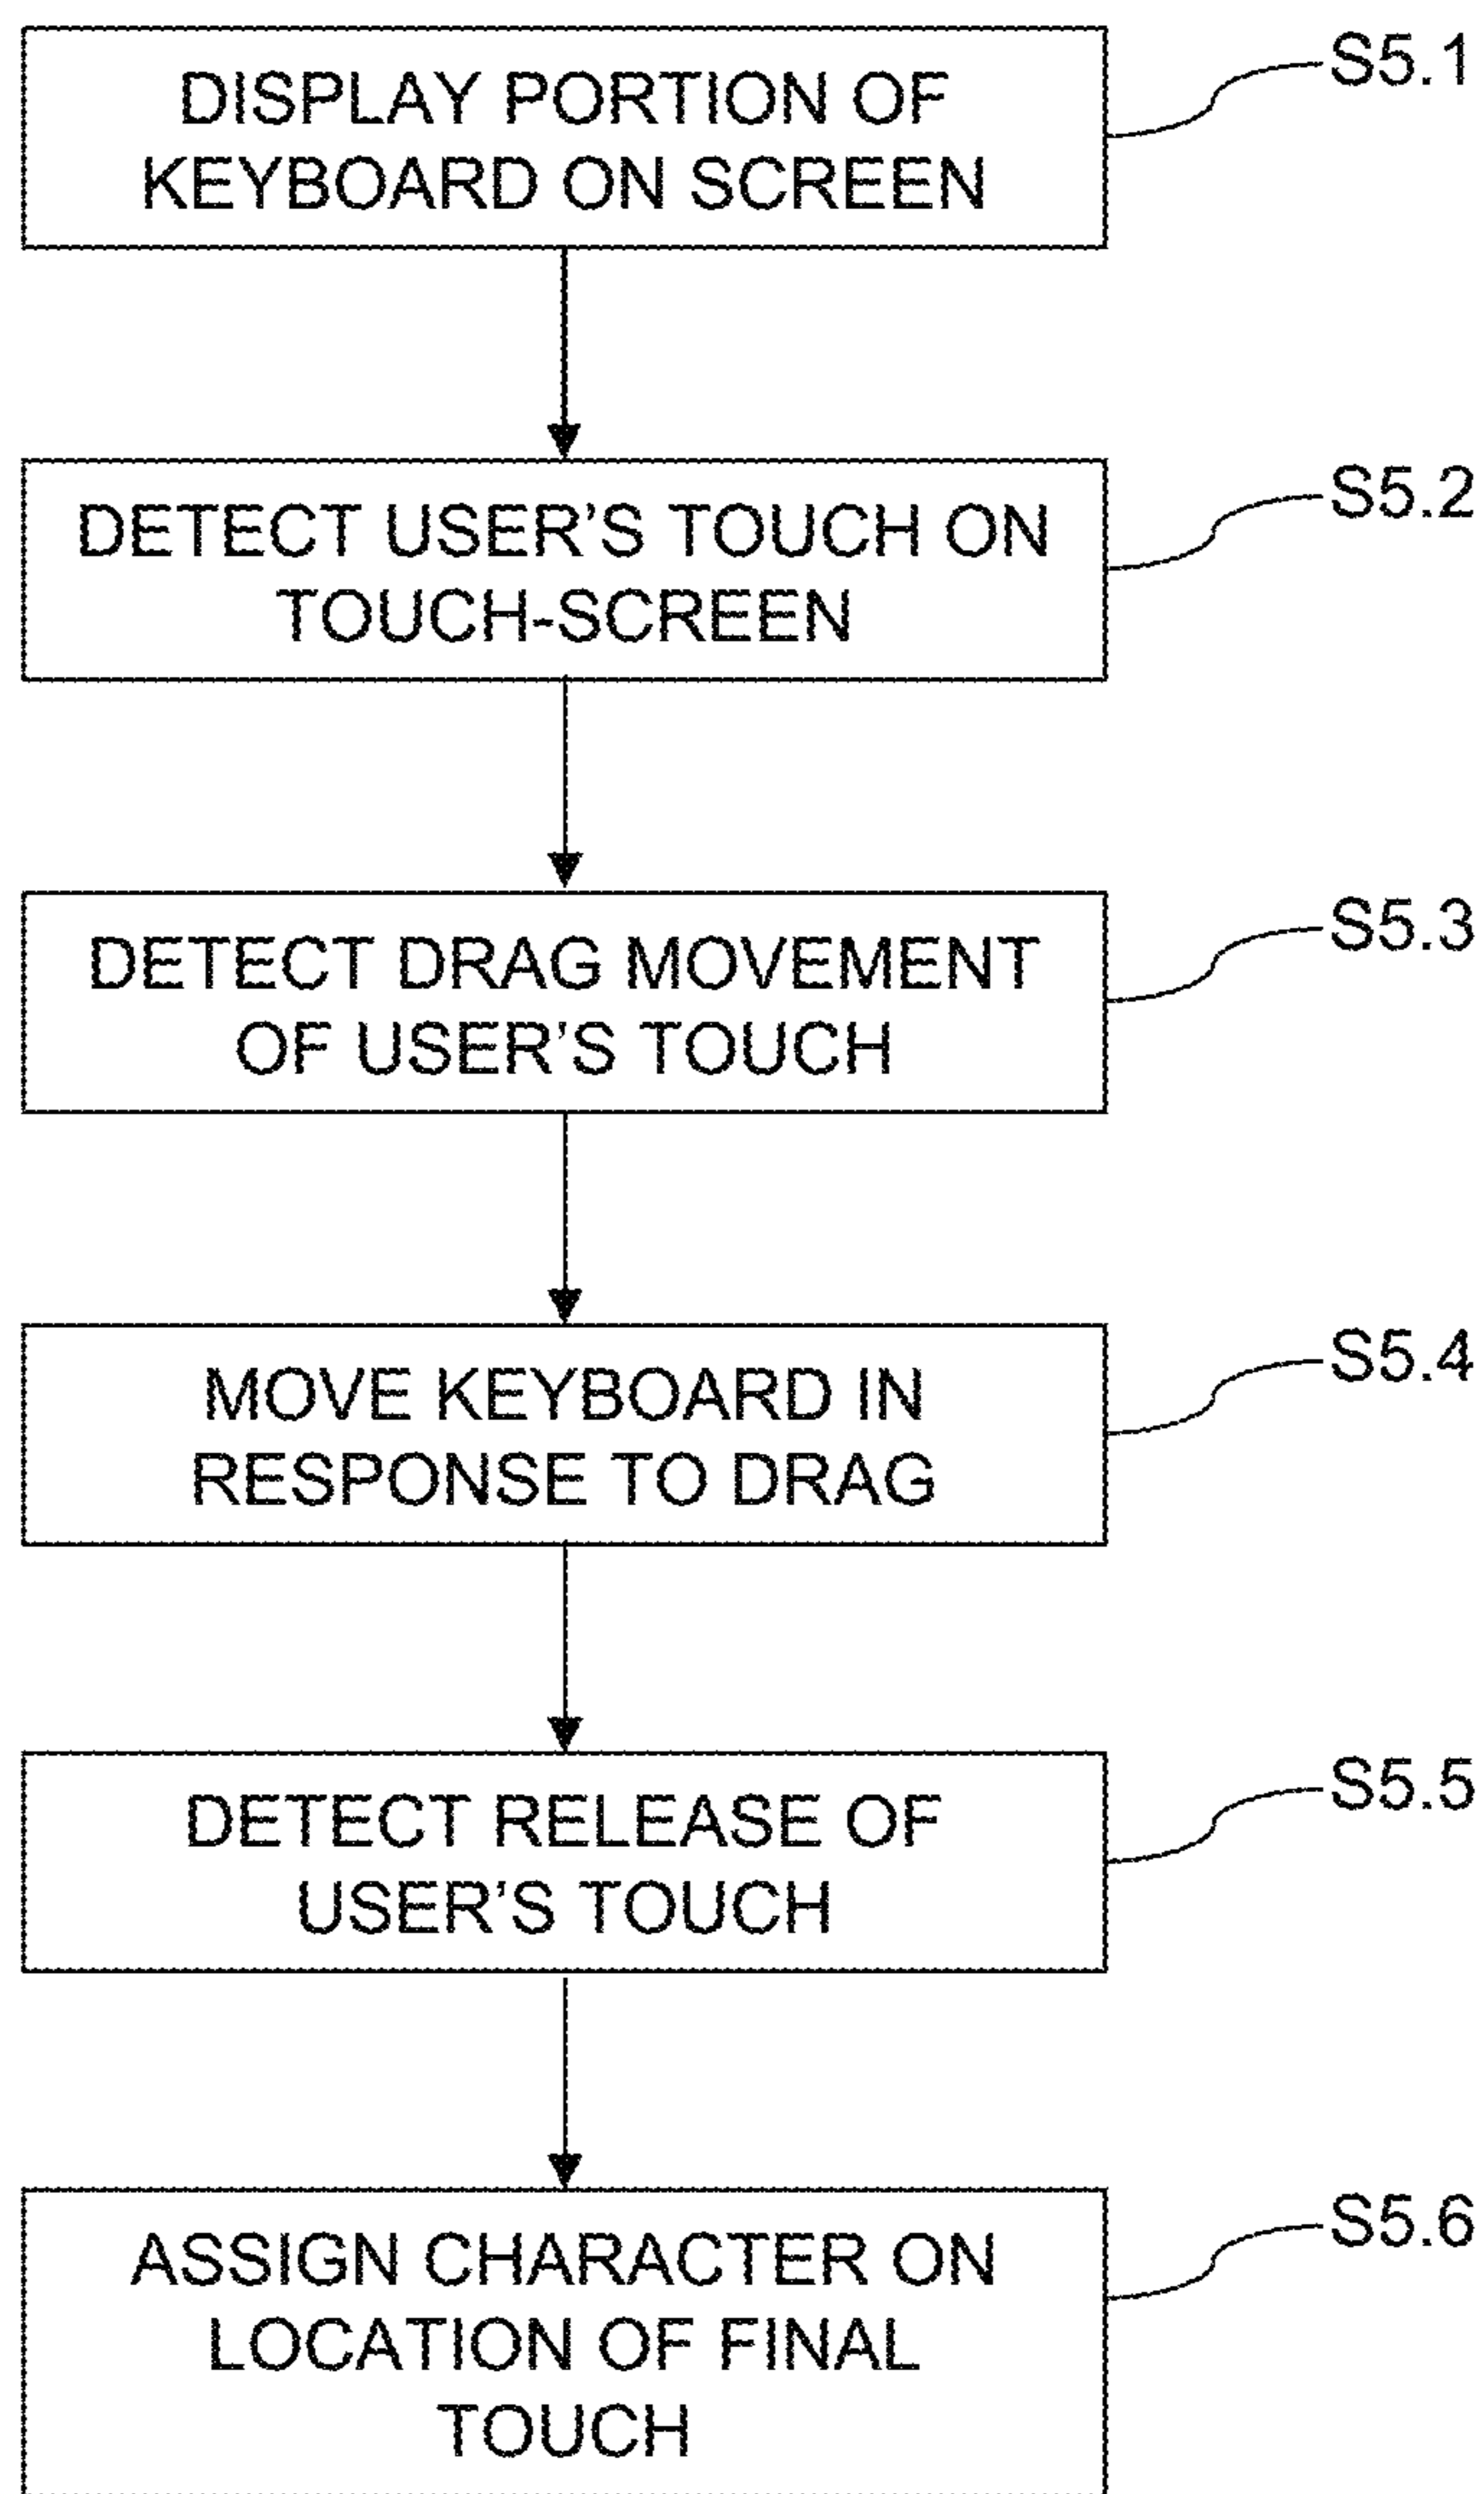 DISPLAY PORTION OF
KEYBOARD ON SCREEN
S5.1
DETECT USER'S TOUCH ON
TOUCH-SCREEN
S5.2
DETECT DRAG MOVEMENT
OF USER'S TOUCH
S5.3
MOVE KEYBOARD IN
RESPONSE TO DRAG
S5.4
DETECT RELEASE OF
USER'S TOUCH
S5.5
ASSIGN CHARACTER ON
LOCATION OF FINAL
TOUCH
S5.6